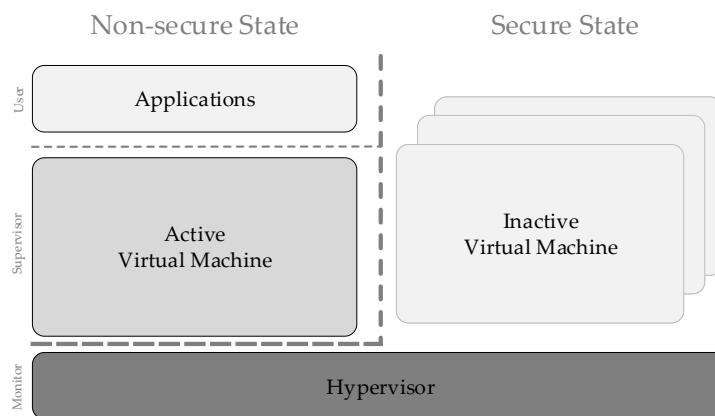 Non-secure State
Secure State
User
Applications
Supervisor
Active
Virtual Machine
Inactive
Virtual Machine
Monitor
Hypervisor